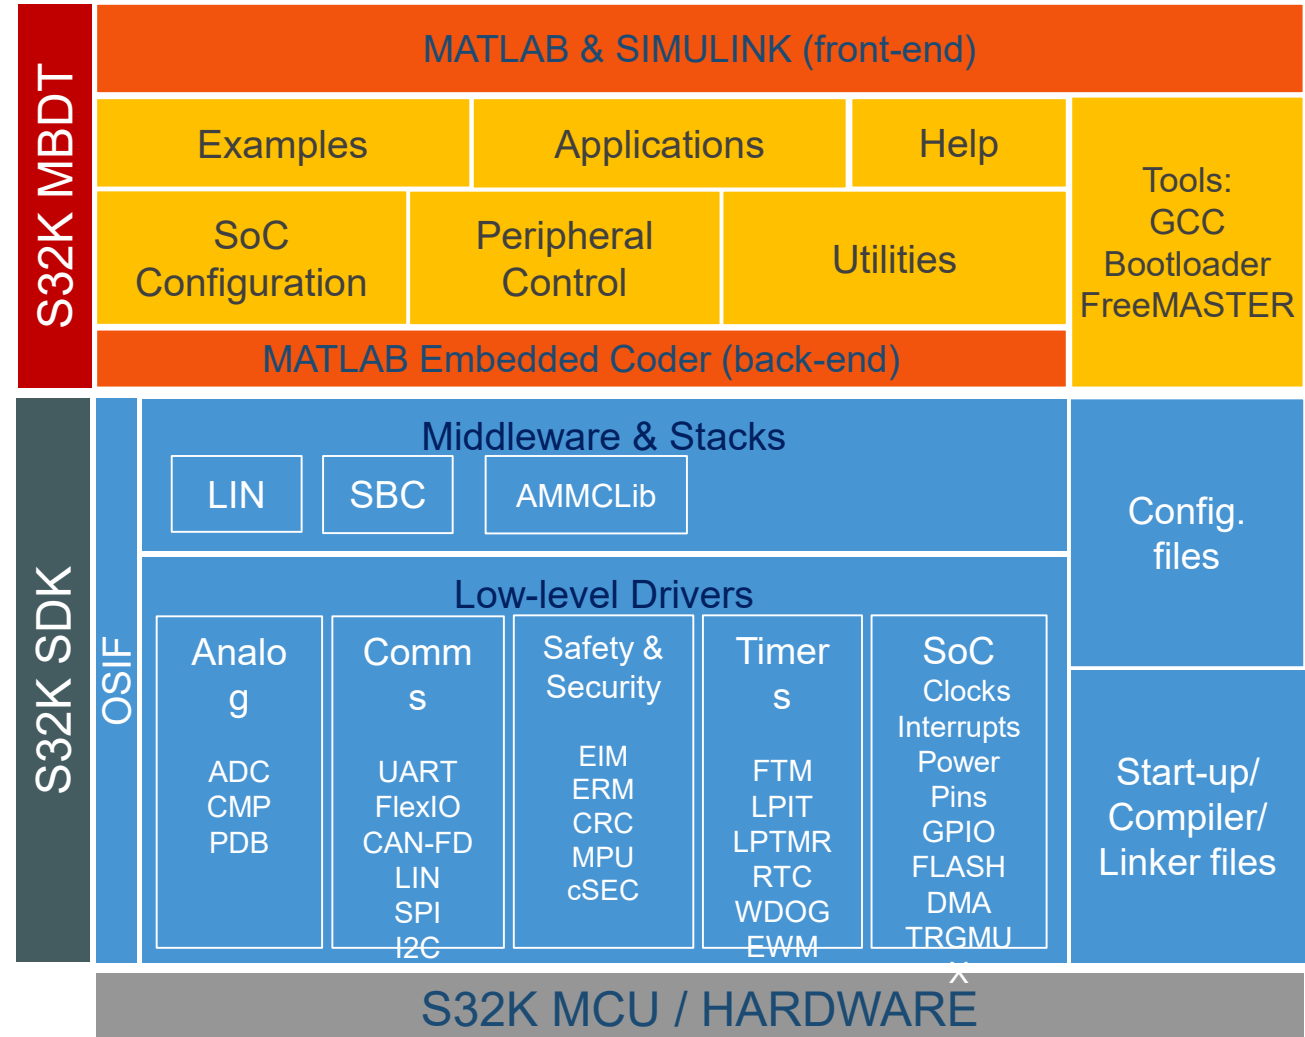 S32K MBDT
MATLAB & SIMULINK (front-end)
Examples
Applications
Help
Tools:
GCC
Bootloader
FreeMASTER
SoC
Configuration
Peripheral
Control
Utilities
MATLAB Embedded Coder (back-end)
S32K SDK
OSIF
Middleware & Stacks
LIN
SBC
AMMCLib
Config.
files
Low-level Drivers
Analo
g
ADC
CMP
PDB
Comm
s
UART
FlexIO
CAN-FD
LIN
SPI
I2C
Safety &
Security
EIM
ERM
CRC
MPU
cSEC
Timer
s
FTM
LPIT
LPTMR
RTC
WDOG
EWM
SoC
Clocks
Interrupts
Power
Pins
GPIO
FLASH
DMA
TRGMU
X
Start-up/
Compiler/
Linker files
S32K MCU / HARDWARE